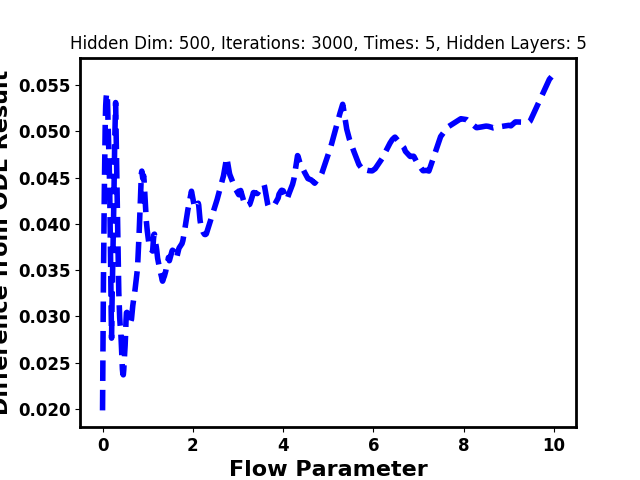 Hidden Dim: 500, Iterations: 3000, Times: 5, Hidden Layers: 5
Difference from ODE Result
0.055
0.050
0.045
0.040
0.035
0.030
0.025
0.020
0 2 4 6 8 10
Flow Parameter